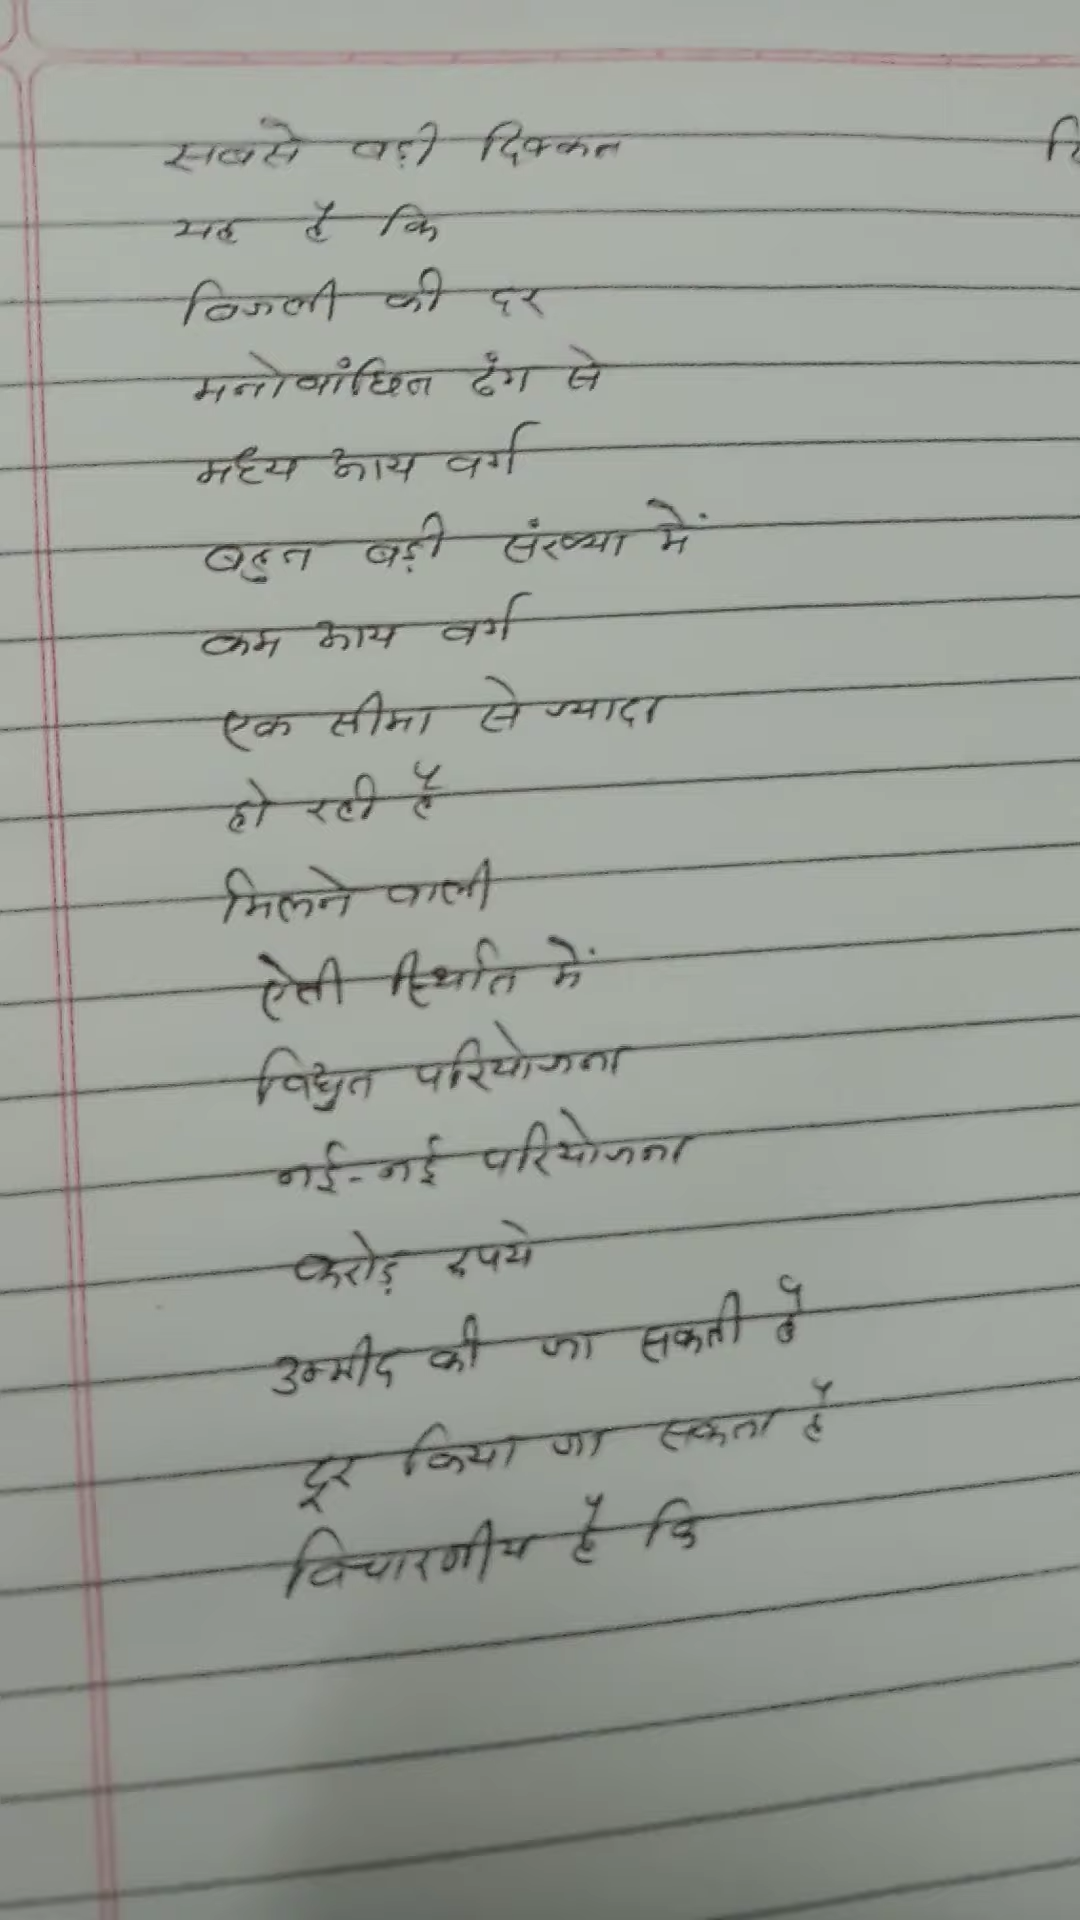 सबसे बड़ी दिक्कत
यह है कि
बिजली की दर
मनोवांछित ढंग से
मध्य आय वर्ग
बहुत बड़ी संख्या में
कम आय वर्ग
एक सीमा से ज्यादा
हो रही है
मिलने वाली
ऐसी स्थिति में
विधुत परियोजना
नई-नई परियोजना
करोड़ रुपये
उम्मीद की जा सकती है
दूर किया जा सकता है
विचारणीय है कि